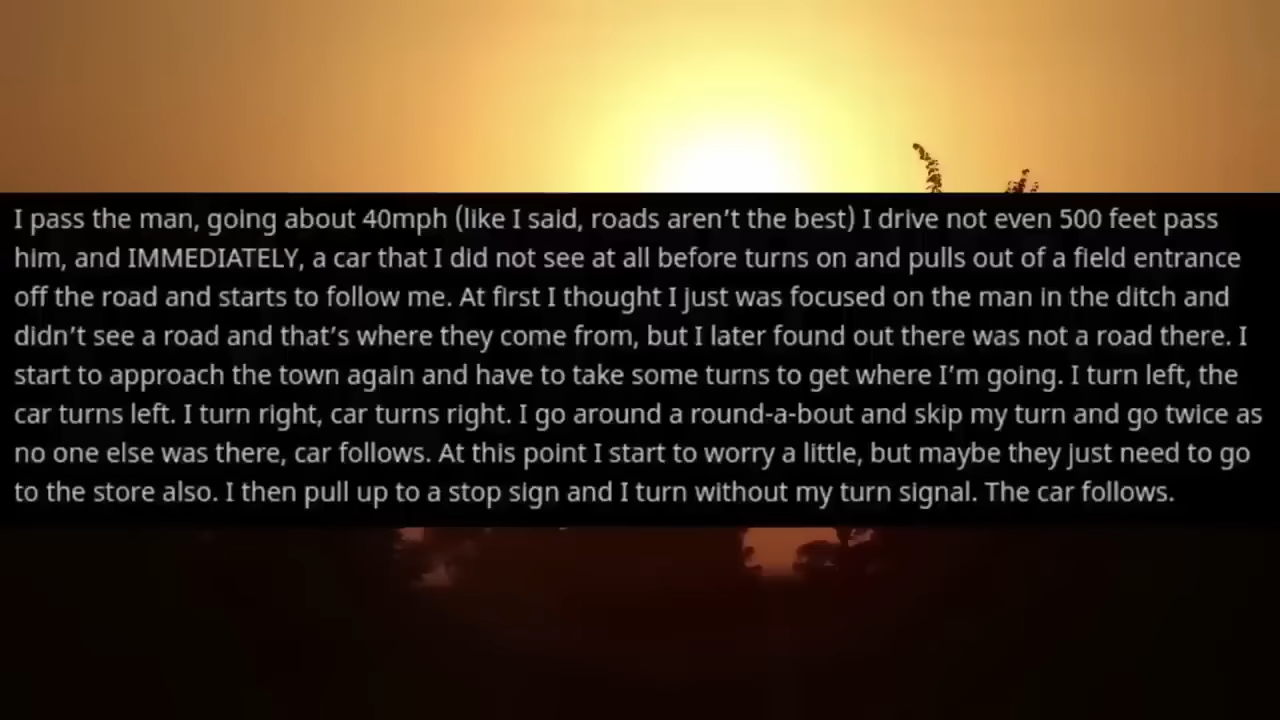 I pass the man, going about 40mph (like I said, roads aren't the best) I drive not even 500 feet pass
him, and IMMEDIATELY, a car that I did not see at all before turns on and pulls out of a field entrance
off the road and starts to follow me. At first I thought I just was focused on the man in the ditch and
didn't see a road and that's where they come from, but I later found out there was not a road there. I
start to approach the town again and have to take some turns to get where I'm going. I turn left, the
car turns left. I turn right, car turns right. I go around a round-a-bout and skip my turn and go twice as
no one else was there, car follows. At this point I start to worry a little, but maybe they just need to go
to the store also. I then pull up to a stop sign and I turn without my turn signal. The car follows.